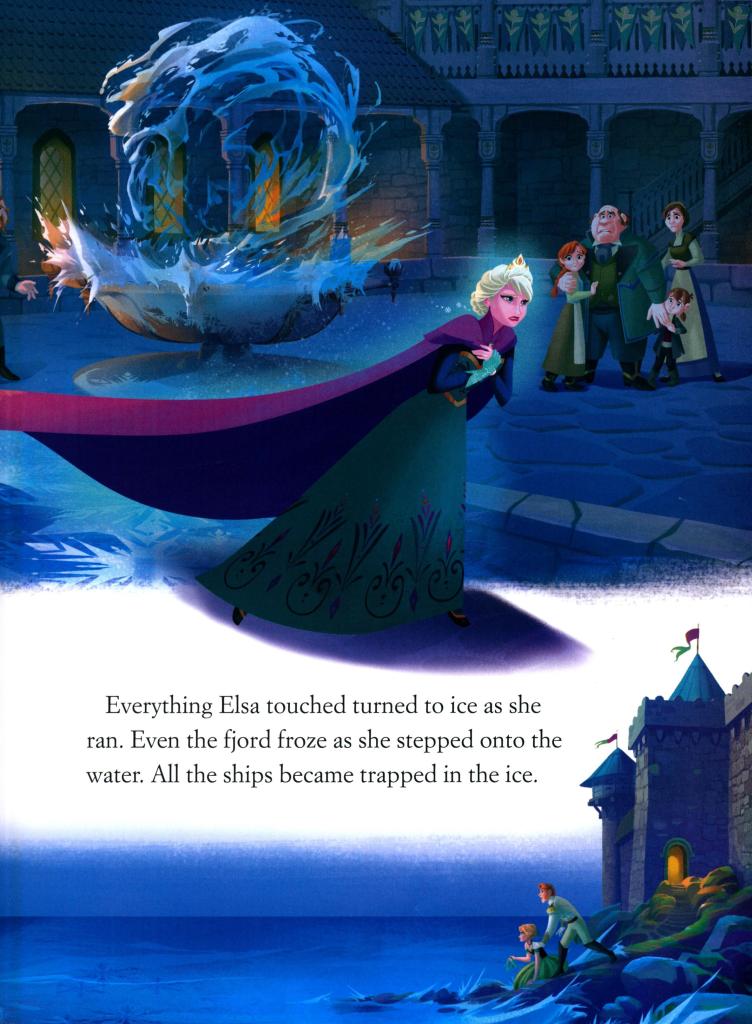 Everything Elsa touched turned to ice as she
ran. Even the fjord froze as she stepped onto the
water. All the ships became trapped in the ice.